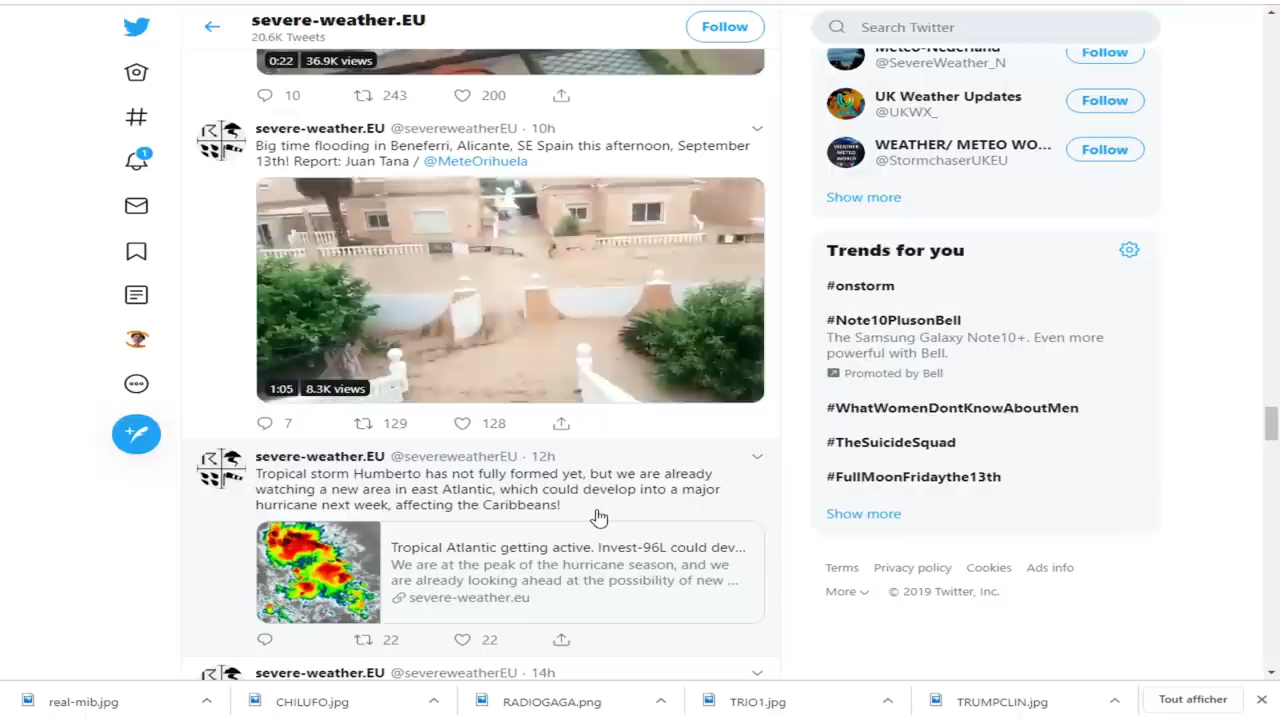 severe-weather.EU
20.6K Tweets
Follow
Search Twitter
0:22 36.9K views
10 243 200
severe-weather.EU @severeweatherEU · 10h
Big time flooding in Beneferri, Alicante, SE Spain this afternoon, September
13th! Report: Juan Tana / @MeteOrihuela
1:05 8.3K views
7 129 128
severe-weather.EU @severeweatherEU · 12h
Tropical storm Humberto has not fully formed yet, but we are already
watching a new area in east Atlantic, which could develop into a major
hurricane next week, affecting the Caribbeans!
Tropical Atlantic getting active. Invest-96L could dev...
We are at the peak of the hurricane season, and we
are already looking ahead at the possibility of new ...
severe-weather.eu
22 22
severe-weather.EU @severeweatherEU · 14h
1
Meteo-Nederland
@SevereWeather_N
Follow
UK Weather Updates
@UKWX_
Follow
WEATHER/ METEO WO...
@StormchaserUKEU
Follow
Show more
Trends for you
#onstorm
#Note10PlusonBell
The Samsung Galaxy Note10+. Even more
powerful with Bell.
Promoted by Bell
#WhatWomenDontKnowAboutMen
#TheSuicideSquad
#FullMoonFridaythe13th
Show more
Terms Privacy policy Cookies Ads info
More © 2019 Twitter, Inc.
real-mib.jpg CHILUFO.jpg RADIOGAGA.png TRIO1.jpg TRUMPCLIN.jpg Tout afficher